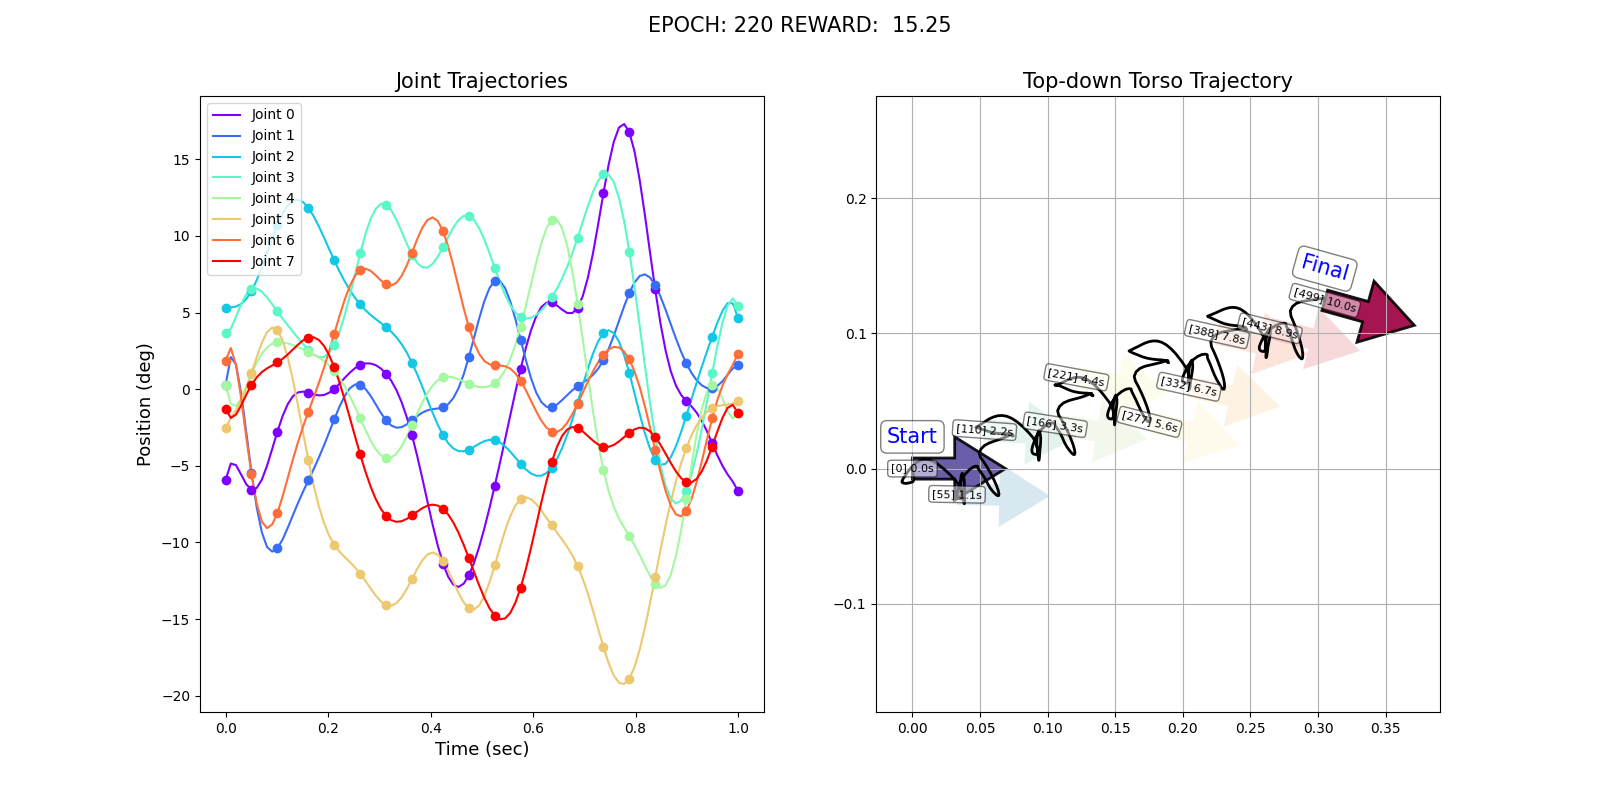 EPOCH: 220 REWARD:  15.25
Joint Trajectories
Joint 0
Joint 1
Joint 2
Joint 3
Joint 4
Joint 5
Joint 6
Joint 7
15
10
5
0
−5
−10
−15
−20
Position (deg)
0.0 0.2 0.4 0.6 0.8 1.0
Time (sec)
Top-down Torso Trajectory
0.2
0.1
0.0
−0.1
0.00 0.05 0.10 0.15 0.20 0.25 0.30 0.35
Start
[0] 0.0s
[55] 1.1s
[110] 2.2s
[166] 3.3s
[221] 4.4s
[277] 5.6s
[332] 6.7s
[388] 7.8s
[443] 8.9s
[499] 10.0s
Final